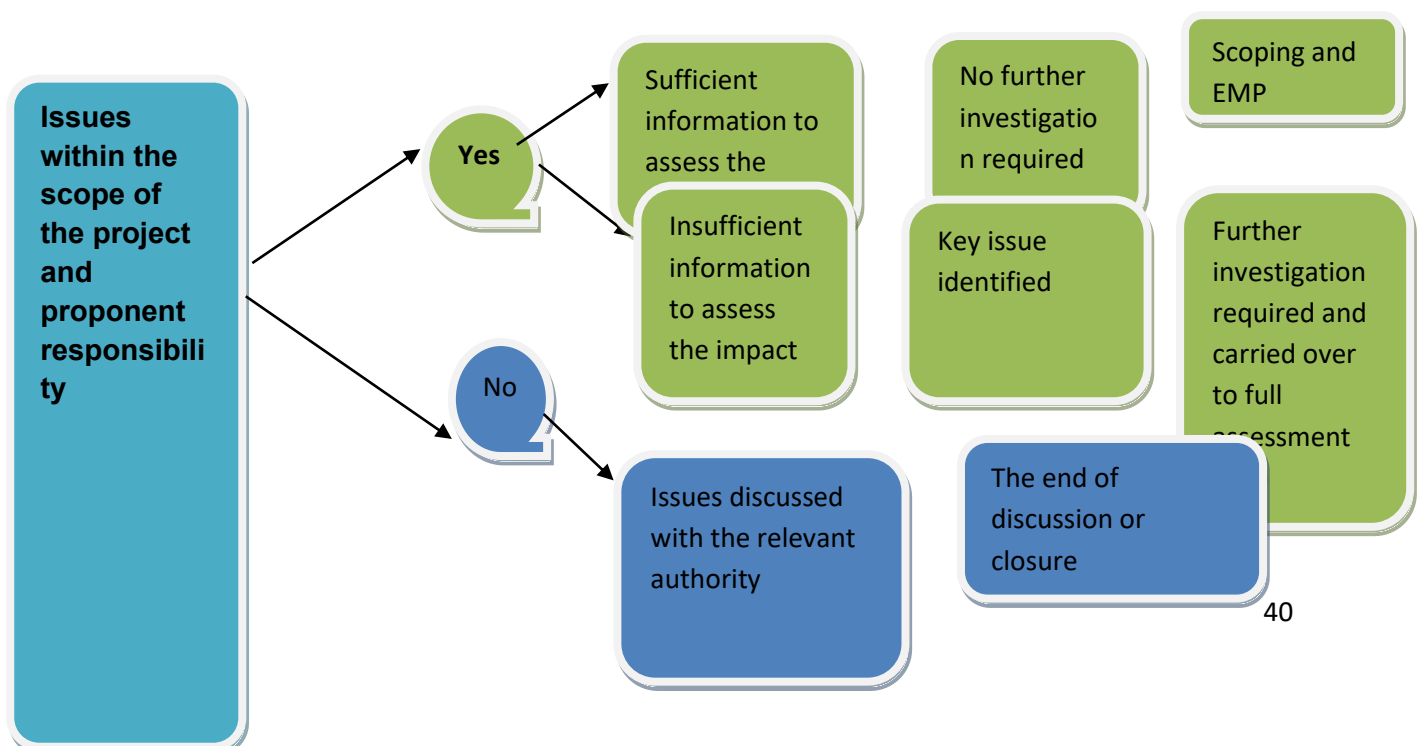 Issues
within the
scope of
the project
and
proponent
responsibili
ty
Yes
Sufficient
information to
assess the
No further
investigatio
n required
Scoping and
EMP
Insufficient
information
to assess
the impact
Key issue
identified
Further
investigation
required and
carried over
to full
assessment
No
Issues discussed
with the relevant
authority
The end of
discussion or
closure
40